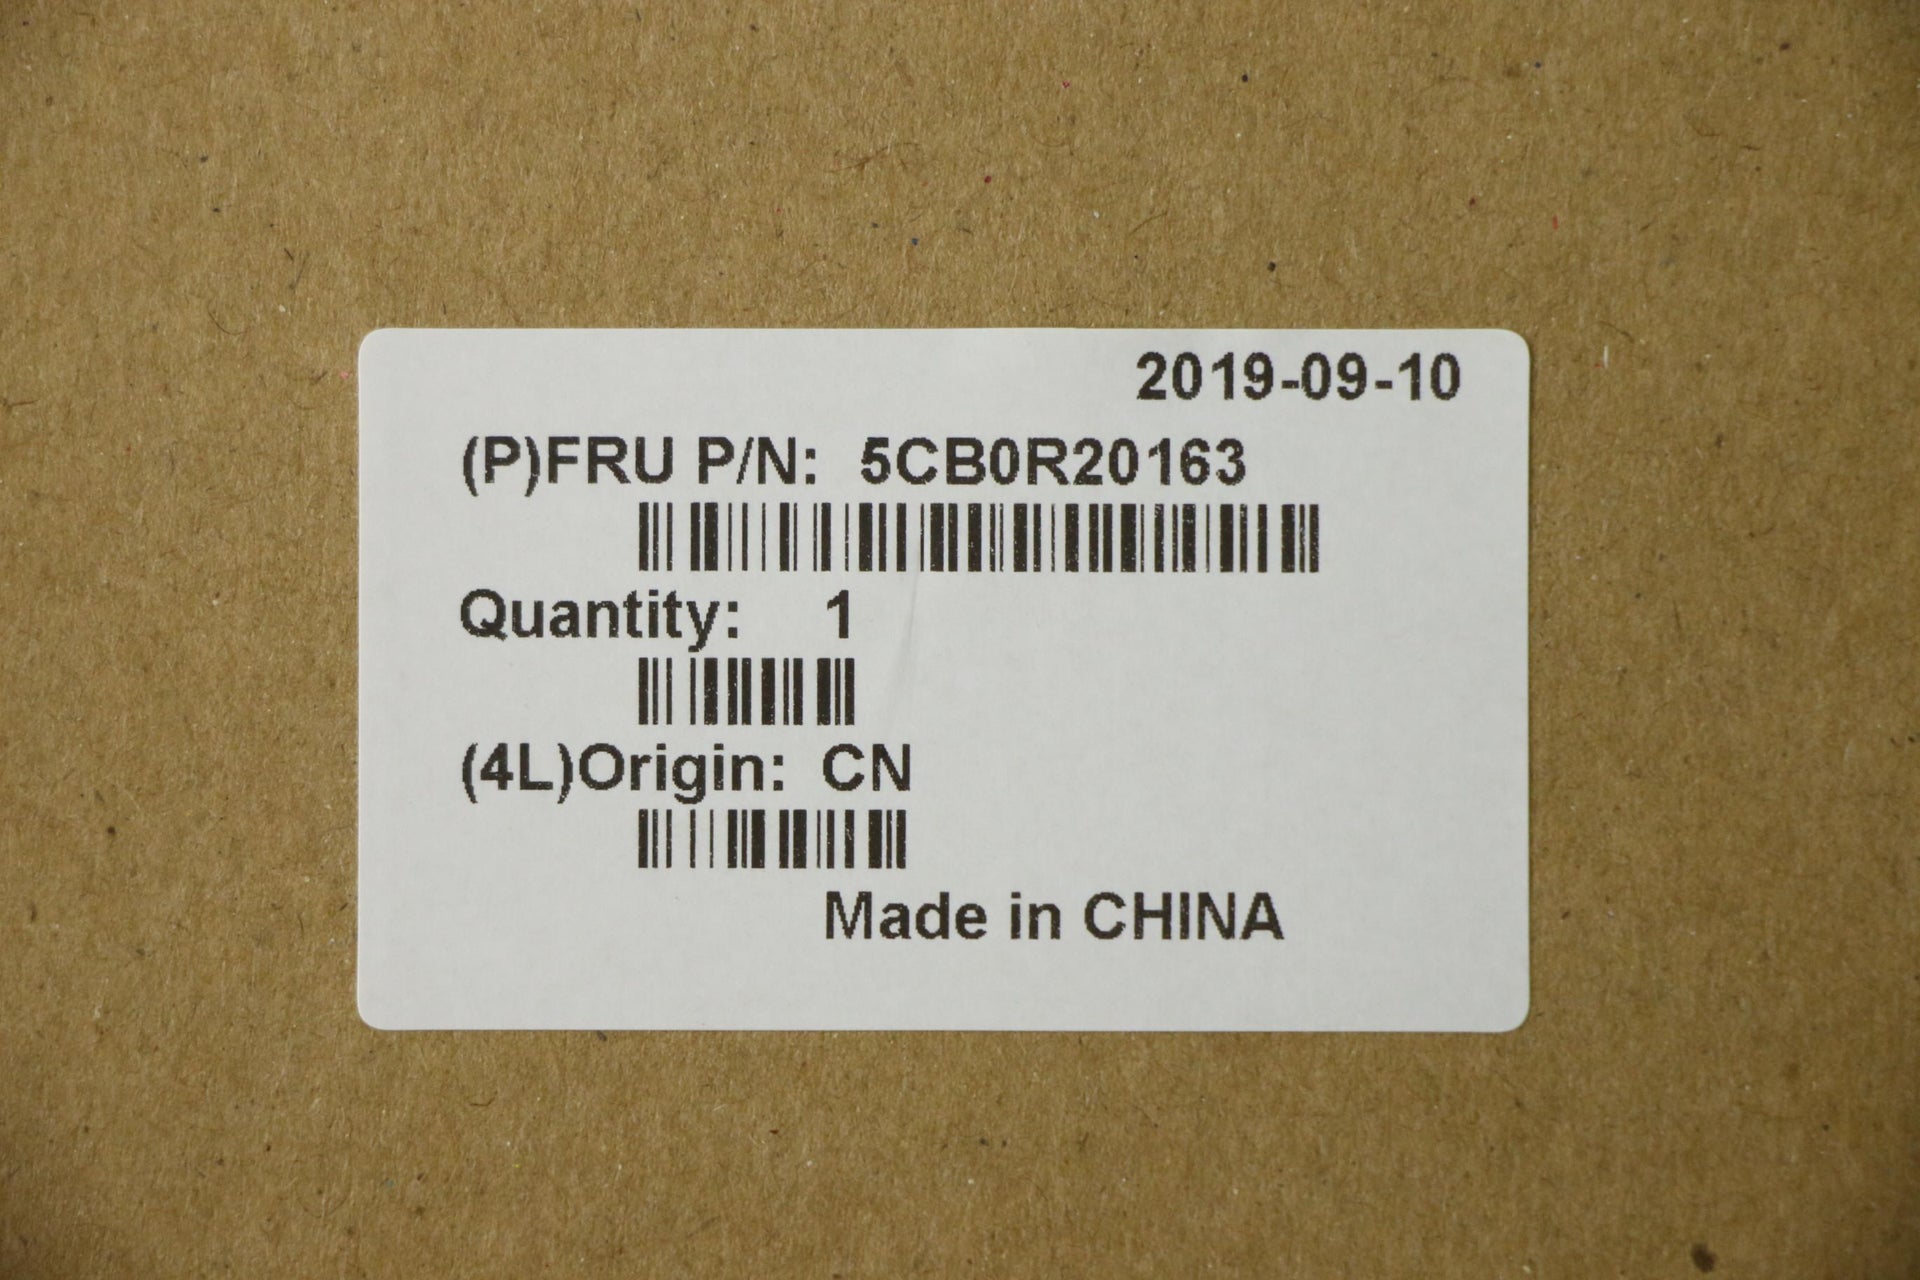 2019-09-10
(P)FRU P/N: 5CB0R20163
Quantity: 1
(4L)Origin: CN
Made in CHINA